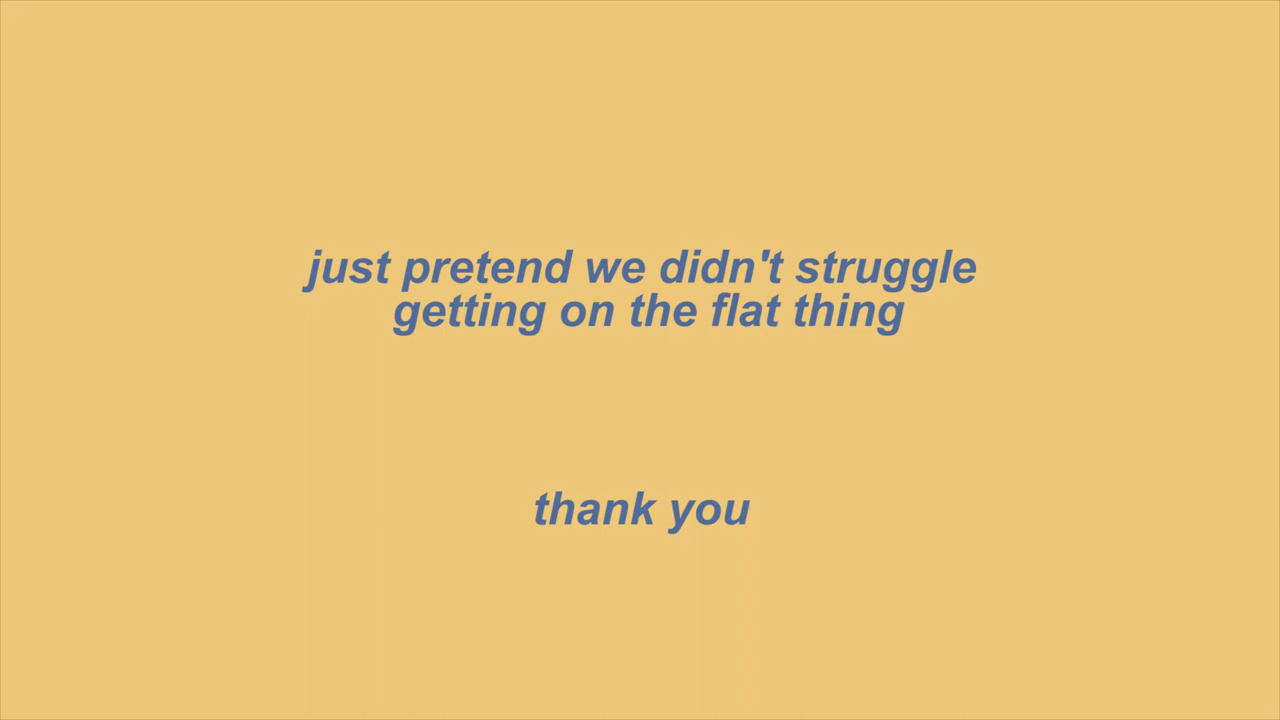 just pretend we didn't struggle
getting on the flat thing
thank you